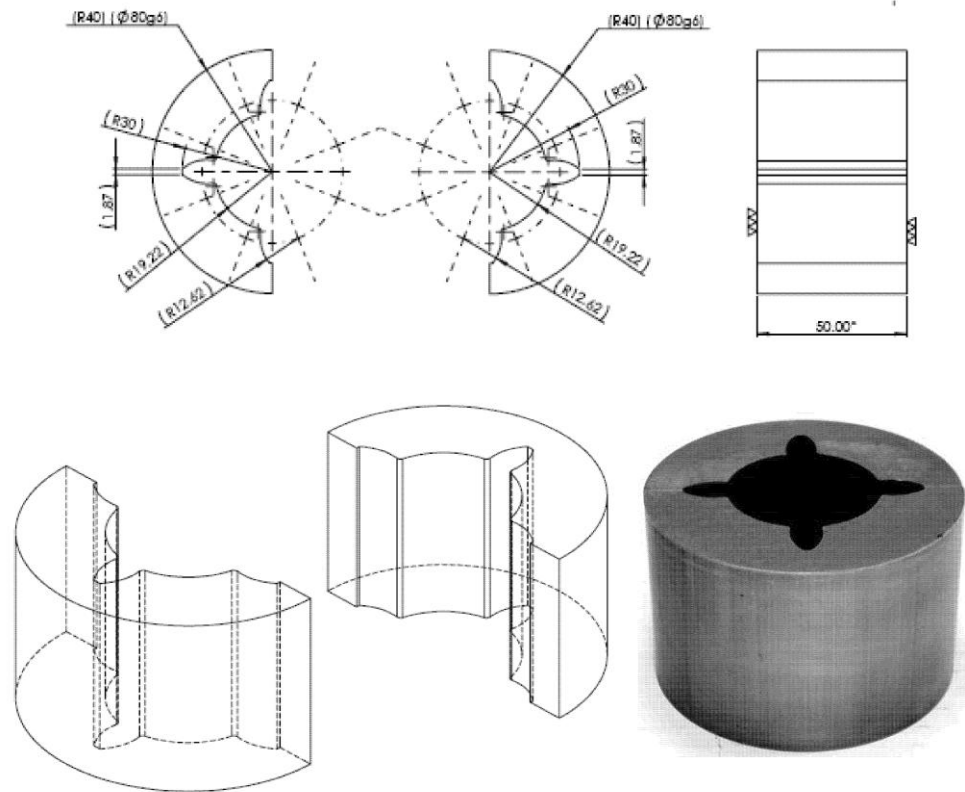 (R40) (Ø80g6)
(R30)
(1.87)
(R19.22)
(R12.62)
(R40) (Ø80g6)
(R30)
(1.87)
(R19.22)
(R12.62)
50.00"